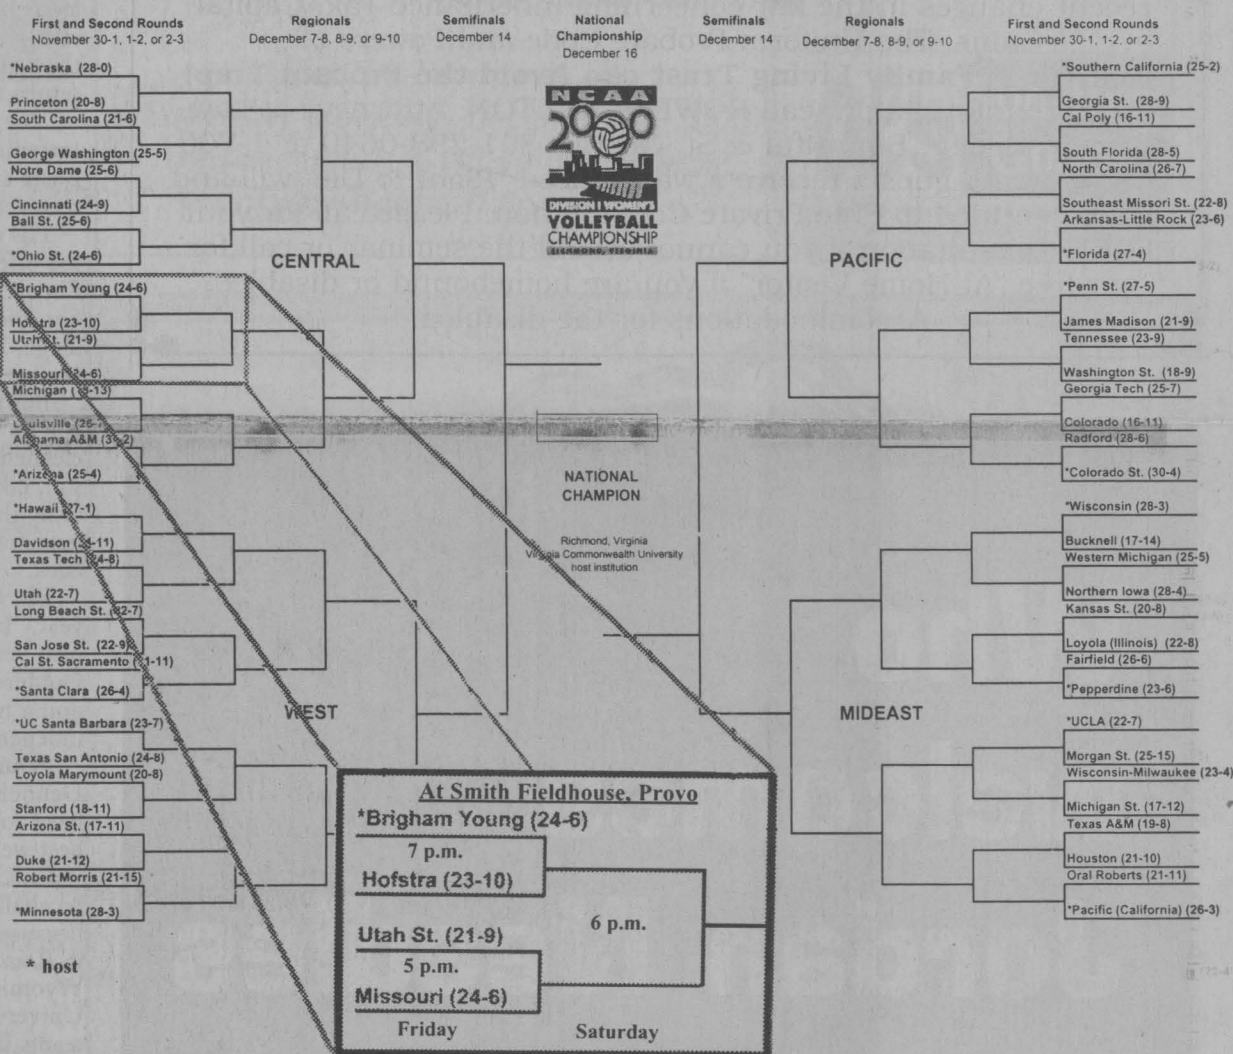 First and Second Rounds
November 30-1, 1-2, or 2-3
Regionals
December 7-8, 8-9, or 9-10
Semifinals
December 14
National
Championship
December 16
Semifinals
December 14
Regionals
December 7-8, 8-9, or 9-10
First and Second Rounds
November 30-1, 1-2, or 2-3
*Nebraska (28-0)
Princeton (20-8)
South Carolina (21-6)
George Washington (25-5)
Notre Dame (25-6)
Cincinnati (24-9)
Ball St. (25-6)
*Ohio St. (24-6)
CENTRAL
*Brigham Young (24-6)
Hofstra (23-10)
Utah St. (21-9)
Missouri (24-6)
Michigan
Louisville
Alabama A&M
*Arizona (25-4)
*Hawaii
Davidson
Texas Tech
Utah (22-7)
Long Beach St.
San Jose St. (22-9)
Cal St. Sacramento
*Santa Clara (26-4)
WEST
*UC Santa Barbara (23-7)
Texas San Antonio (24-8)
Loyola Marymount (20-8)
Stanford (18-11)
Arizona St. (17-11)
Duke (21-12)
Robert Morris (21-15)
*Minnesota (28-3)
* host
NCAA
2000
DIVISION I WOMEN'S
VOLLEYBALL
CHAMPIONSHIP
RICHMOND, VIRGINIA
NATIONAL
CHAMPION
Richmond, Virginia
Virginia Commonwealth University
host institution
*Southern California (25-2)
Georgia St. (28-9)
Cal Poly (16-11)
South Florida (28-5)
North Carolina (26-7)
Southeast Missori St. (22-8)
Arkansas-Little Rock (23-6)
*Florida (27-4)
PACIFIC
*Penn St. (27-5)
James Madison (21-9)
Tennessee (23-9)
Washington St. (18-9)
Georgia Tech (25-7)
Colorado (16-11)
Radford (28-6)
*Colorado St. (30-4)
*Wisconsin (28-3)
Bucknell (17-14)
Western Michigan (25-5)
Northern Iowa (28-4)
Kansas St. (20-8)
Loyola (Illinois) (22-8)
Fairfield (26-6)
*Pepperdine (23-6)
MIDEAST
*UCLA (22-7)
Morgan St. (25-15)
Wisconsin-Milwaukee (23-4)
Michigan St. (17-12)
Texas A&M (19-8)
Houston (21-10)
Oral Roberts (21-11)
*Pacific (California) (26-3)
At Smith Fieldhouse, Provo
*Brigham Young (24-6)
7 p.m.
Hofstra (23-10)
Utah St. (21-9)
5 p.m.
Missouri (24-6)
6 p.m.
Friday
Saturday